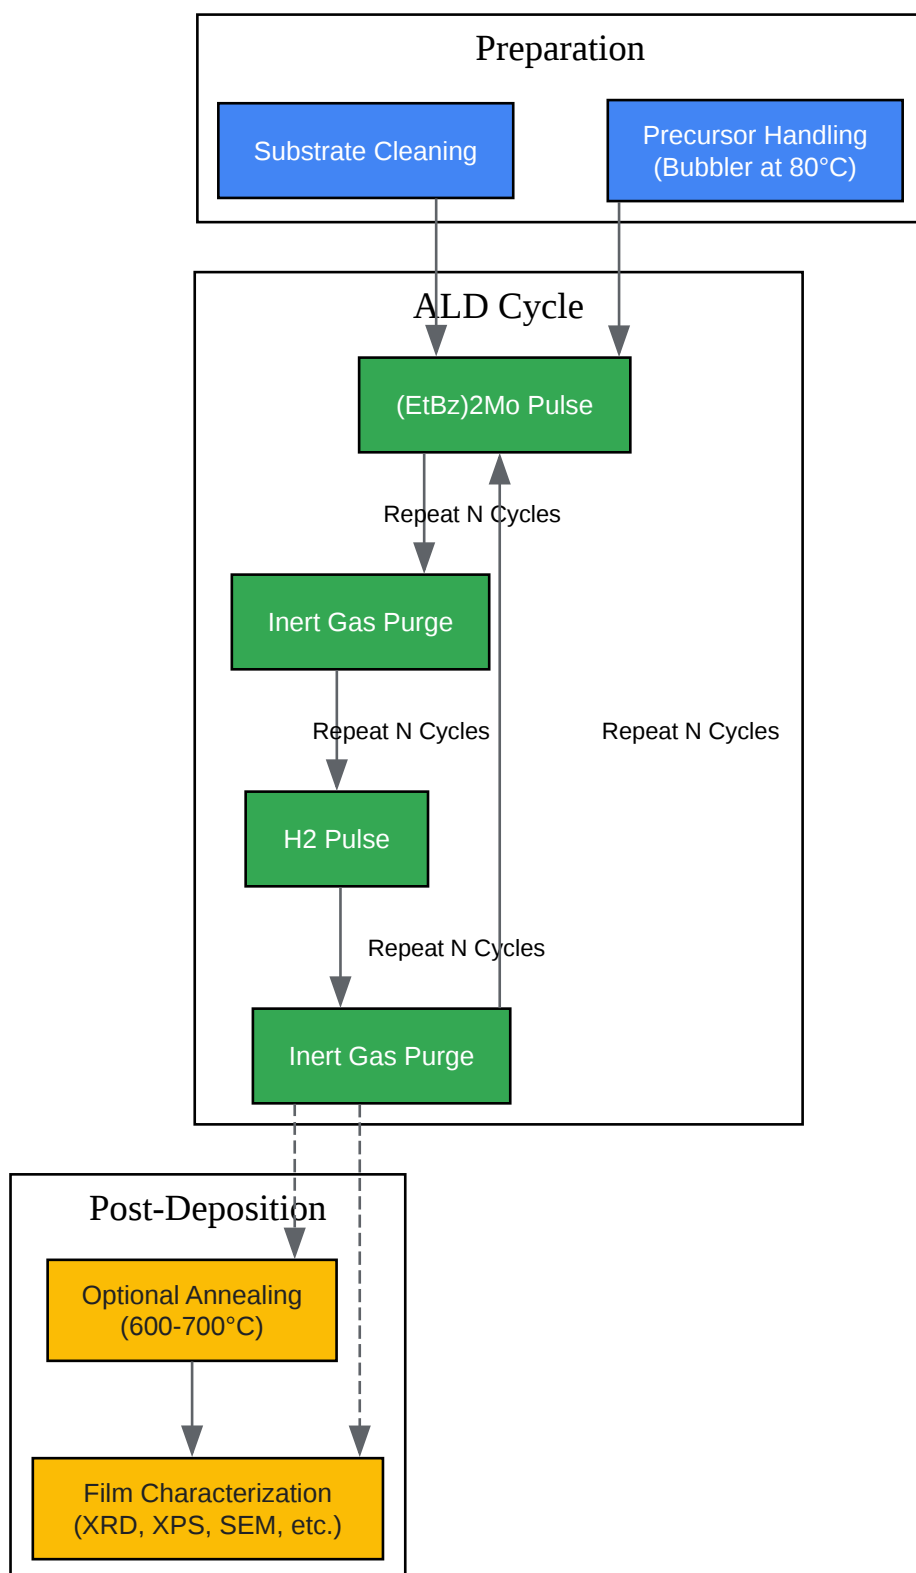 Preparation
Substrate Cleaning
Precursor Handling
(Bubbler at 80°C)
ALD Cycle
(EtBz)2Mo Pulse
Repeat N Cycles
Inert Gas Purge
Repeat N Cycles
Repeat N Cycles
H2 Pulse
Repeat N Cycles
Inert Gas Purge
Post-Deposition
Optional Annealing
(600-700°C)
Film Characterization
(XRD, XPS, SEM, etc.)